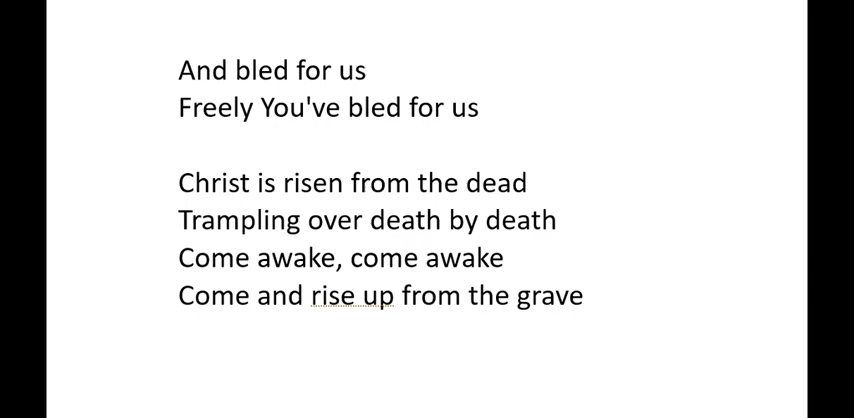 And bled for us
Freely You've bled for us
Christ is risen from the dead
Trampling over death by death
Come awake, come awake
Come and rise up from the grave